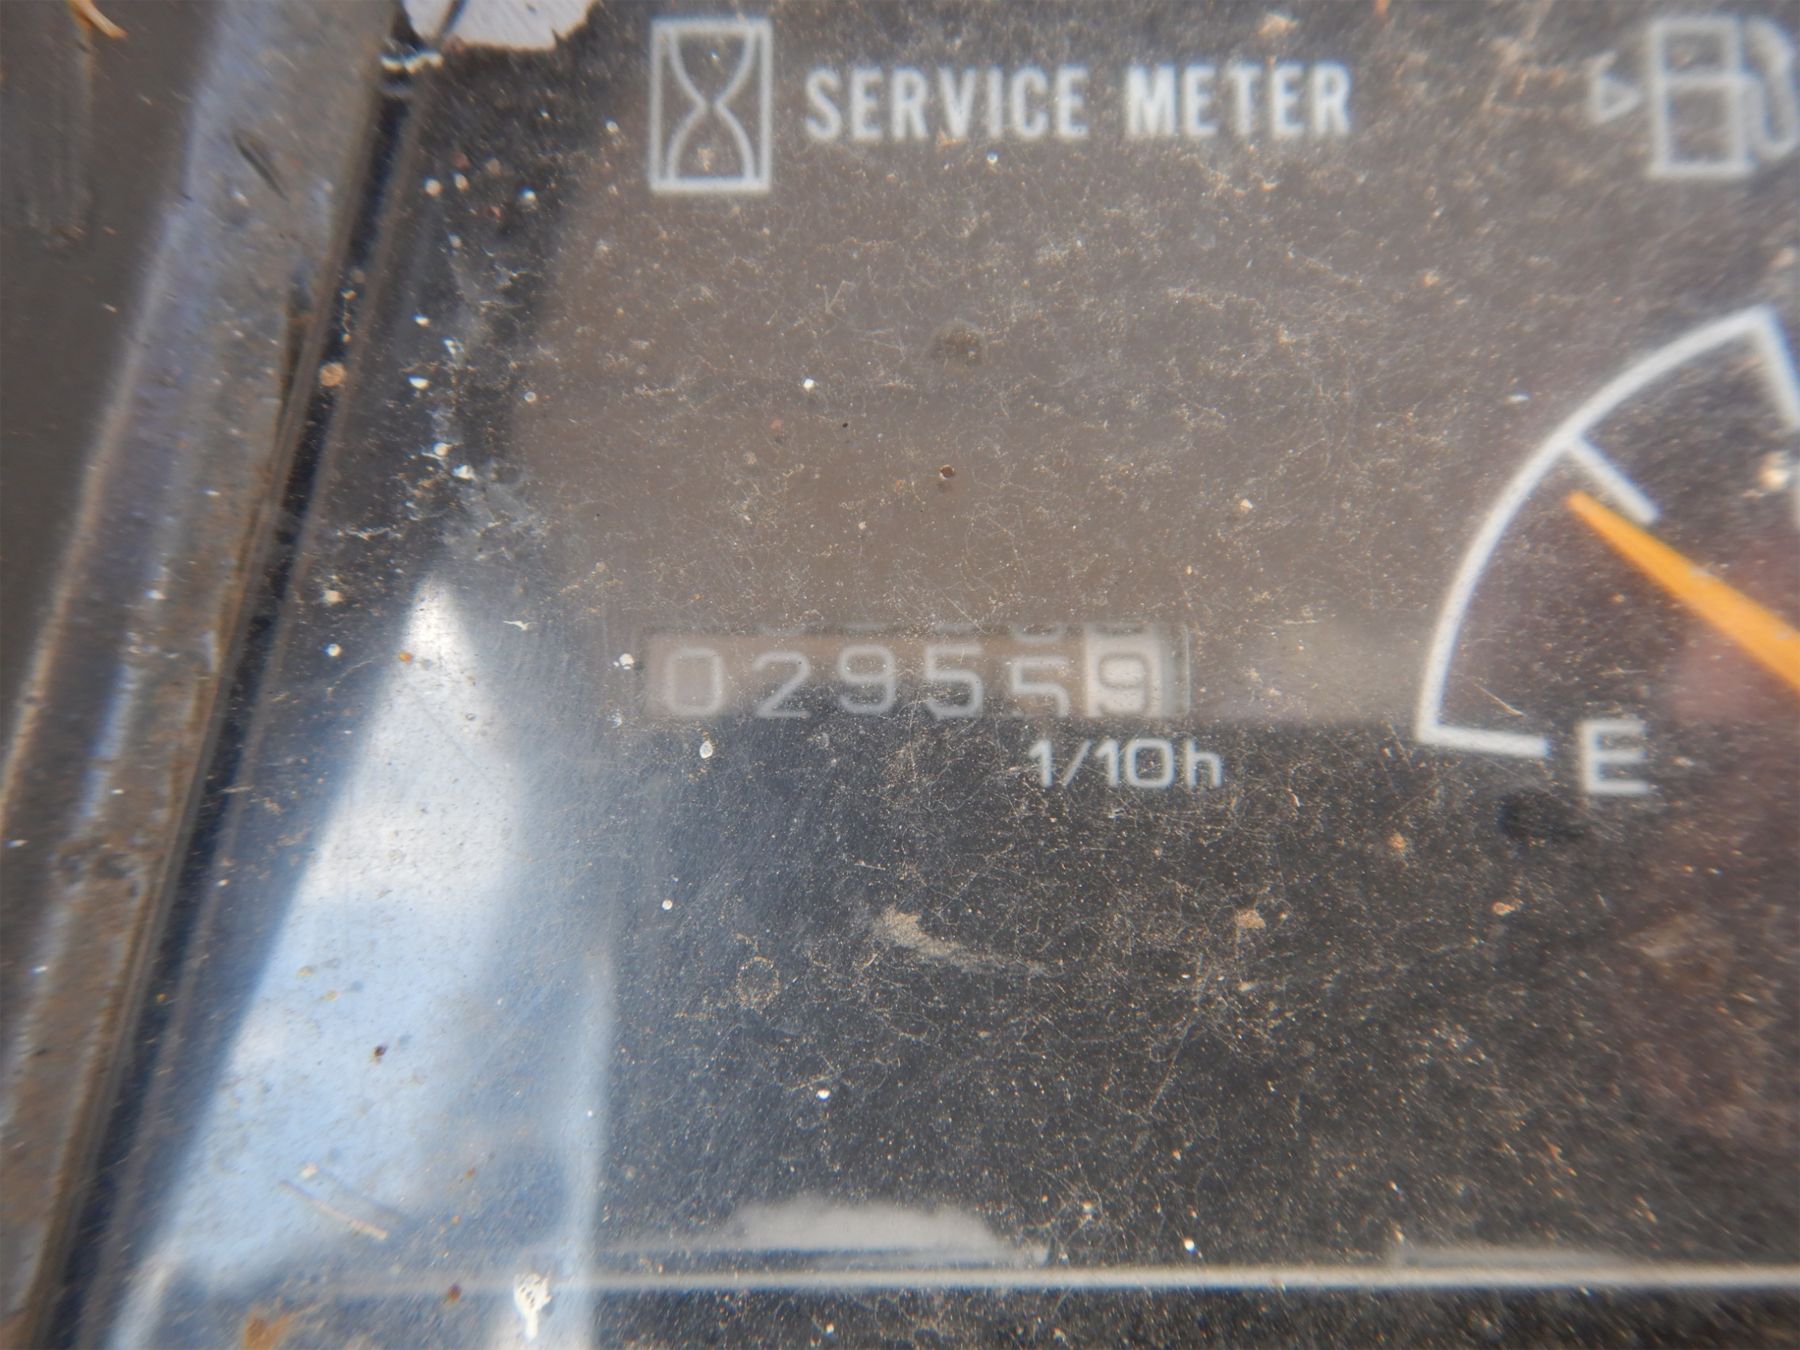 SERVICE METER
029559
1/10h
E